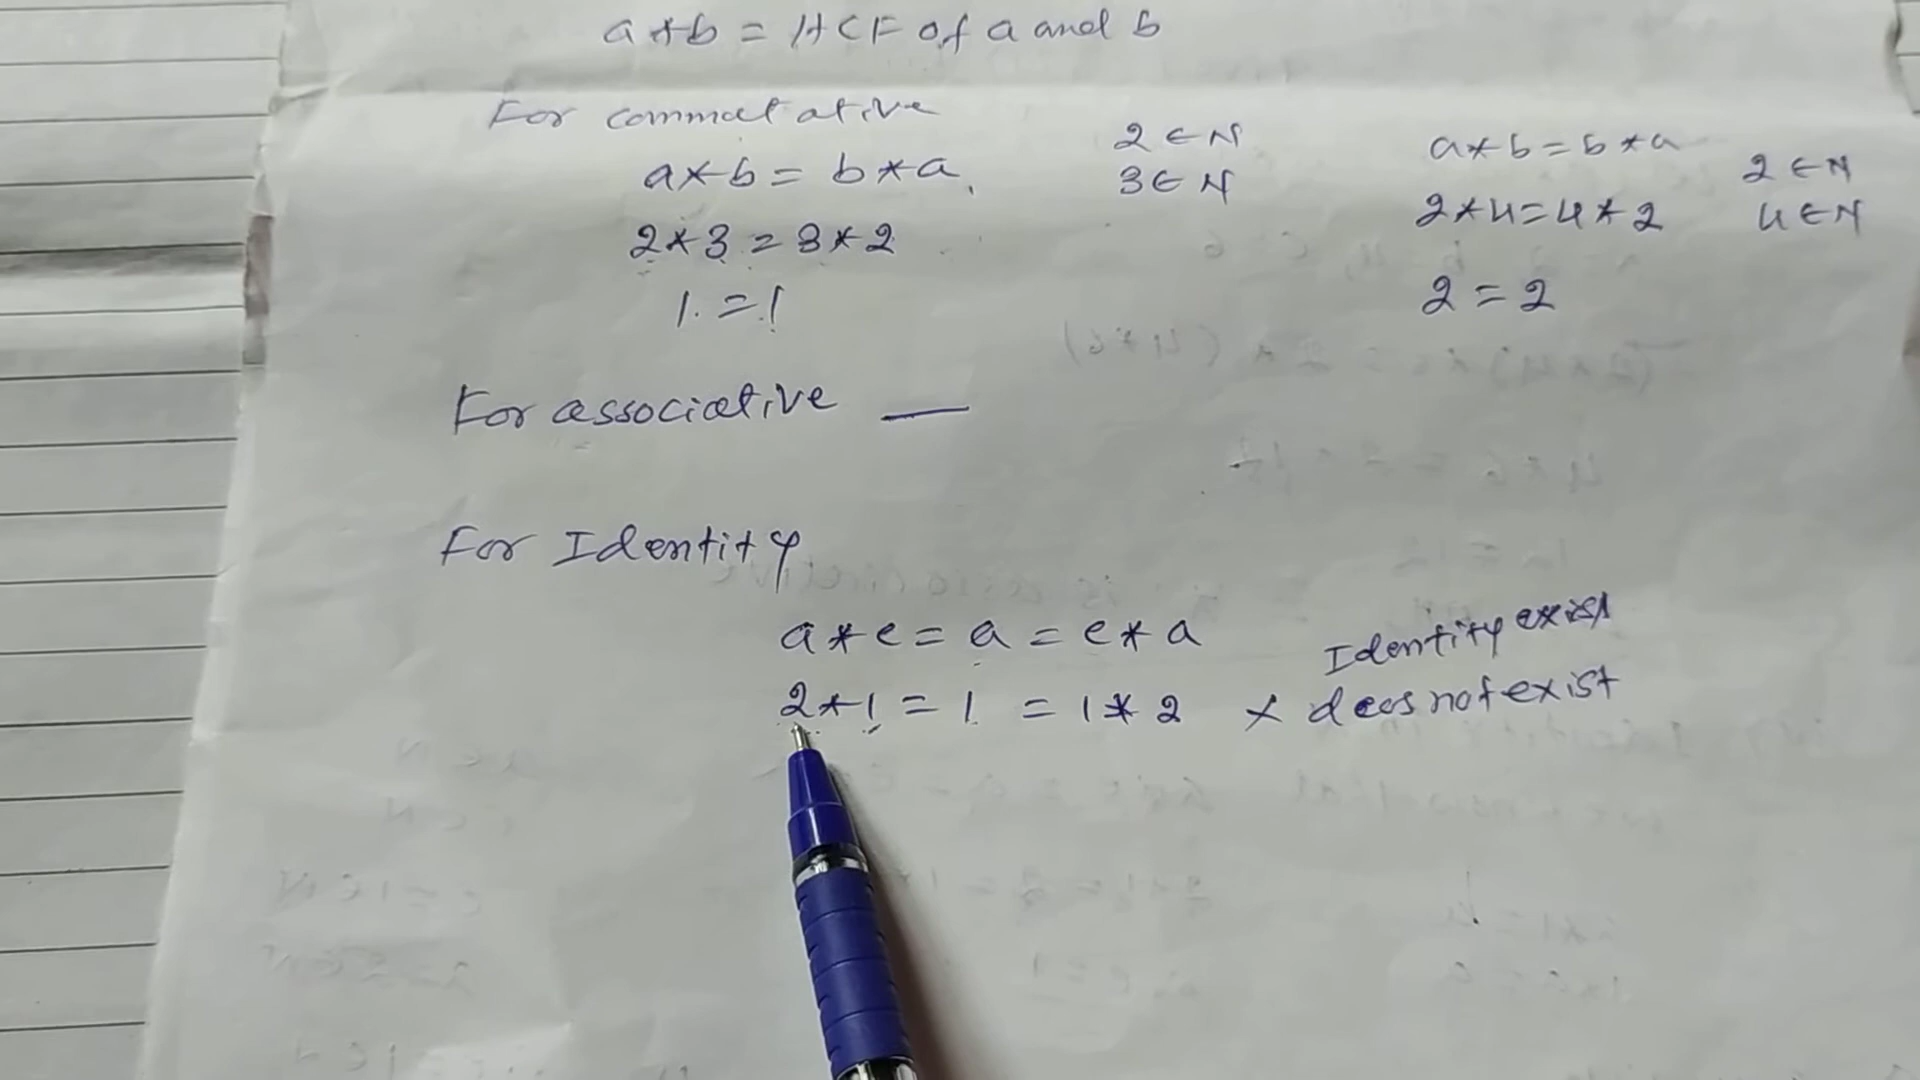 a * b = HCF of a and b
For commutative
a * b = b * a
2 * 3 = 3 * 2
1 = 1
2 ∈ N
3 ∈ N
a * b = b * a
2 * 4 = 4 * 2
2 = 2
2 ∈ N
4 ∈ N
For associative —
For Identity
a * e = a = e * a
2 * 1 = 1 = 1 * 2 ×
Identity exist
does not exist